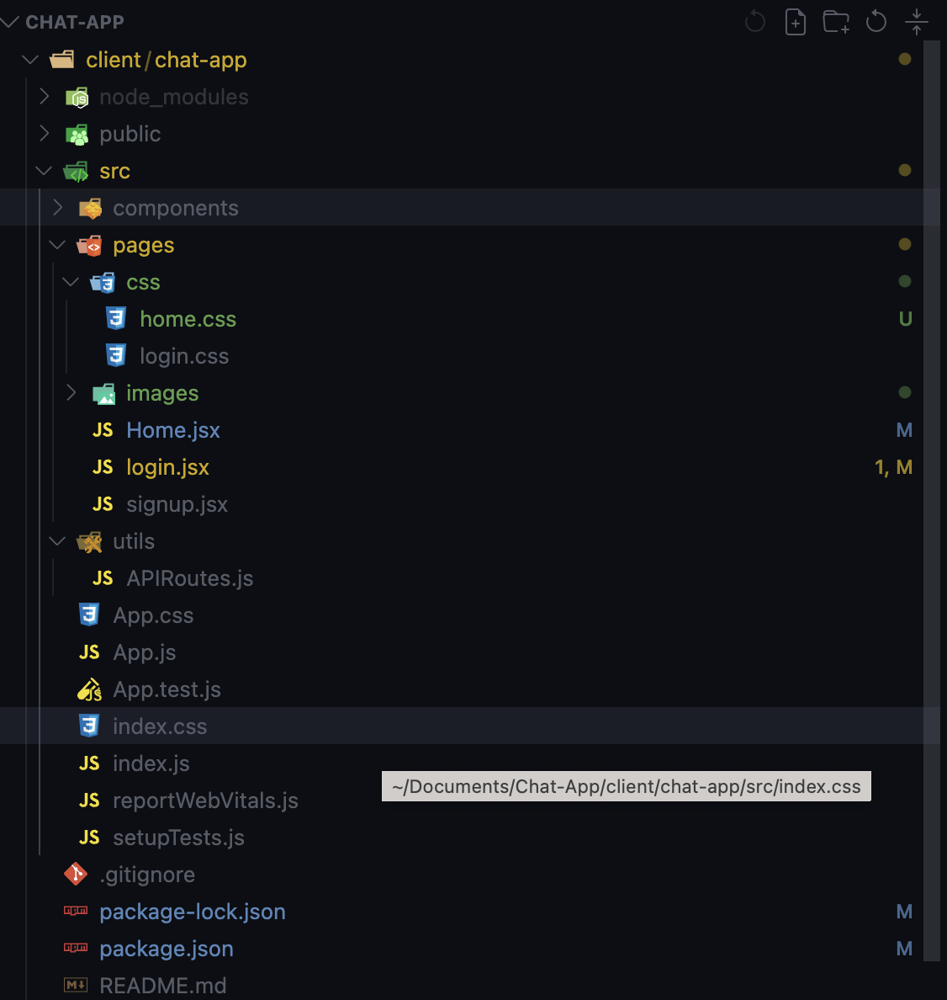 CHAT-APP
client/chat-app
node_modules
public
src
components
pages
css
home.css U
login.css
images
JS Home.jsx M
JS login.jsx 1, M
JS signup.jsx
utils
JS APIRoutes.js
App.css
JS App.js
App.test.js
index.css
JS index.js
~/Documents/Chat-App/client/chat-app/src/index.css
JS reportWebVitals.js
JS setupTests.js
.gitignore
package-lock.json M
package.json M
README.md